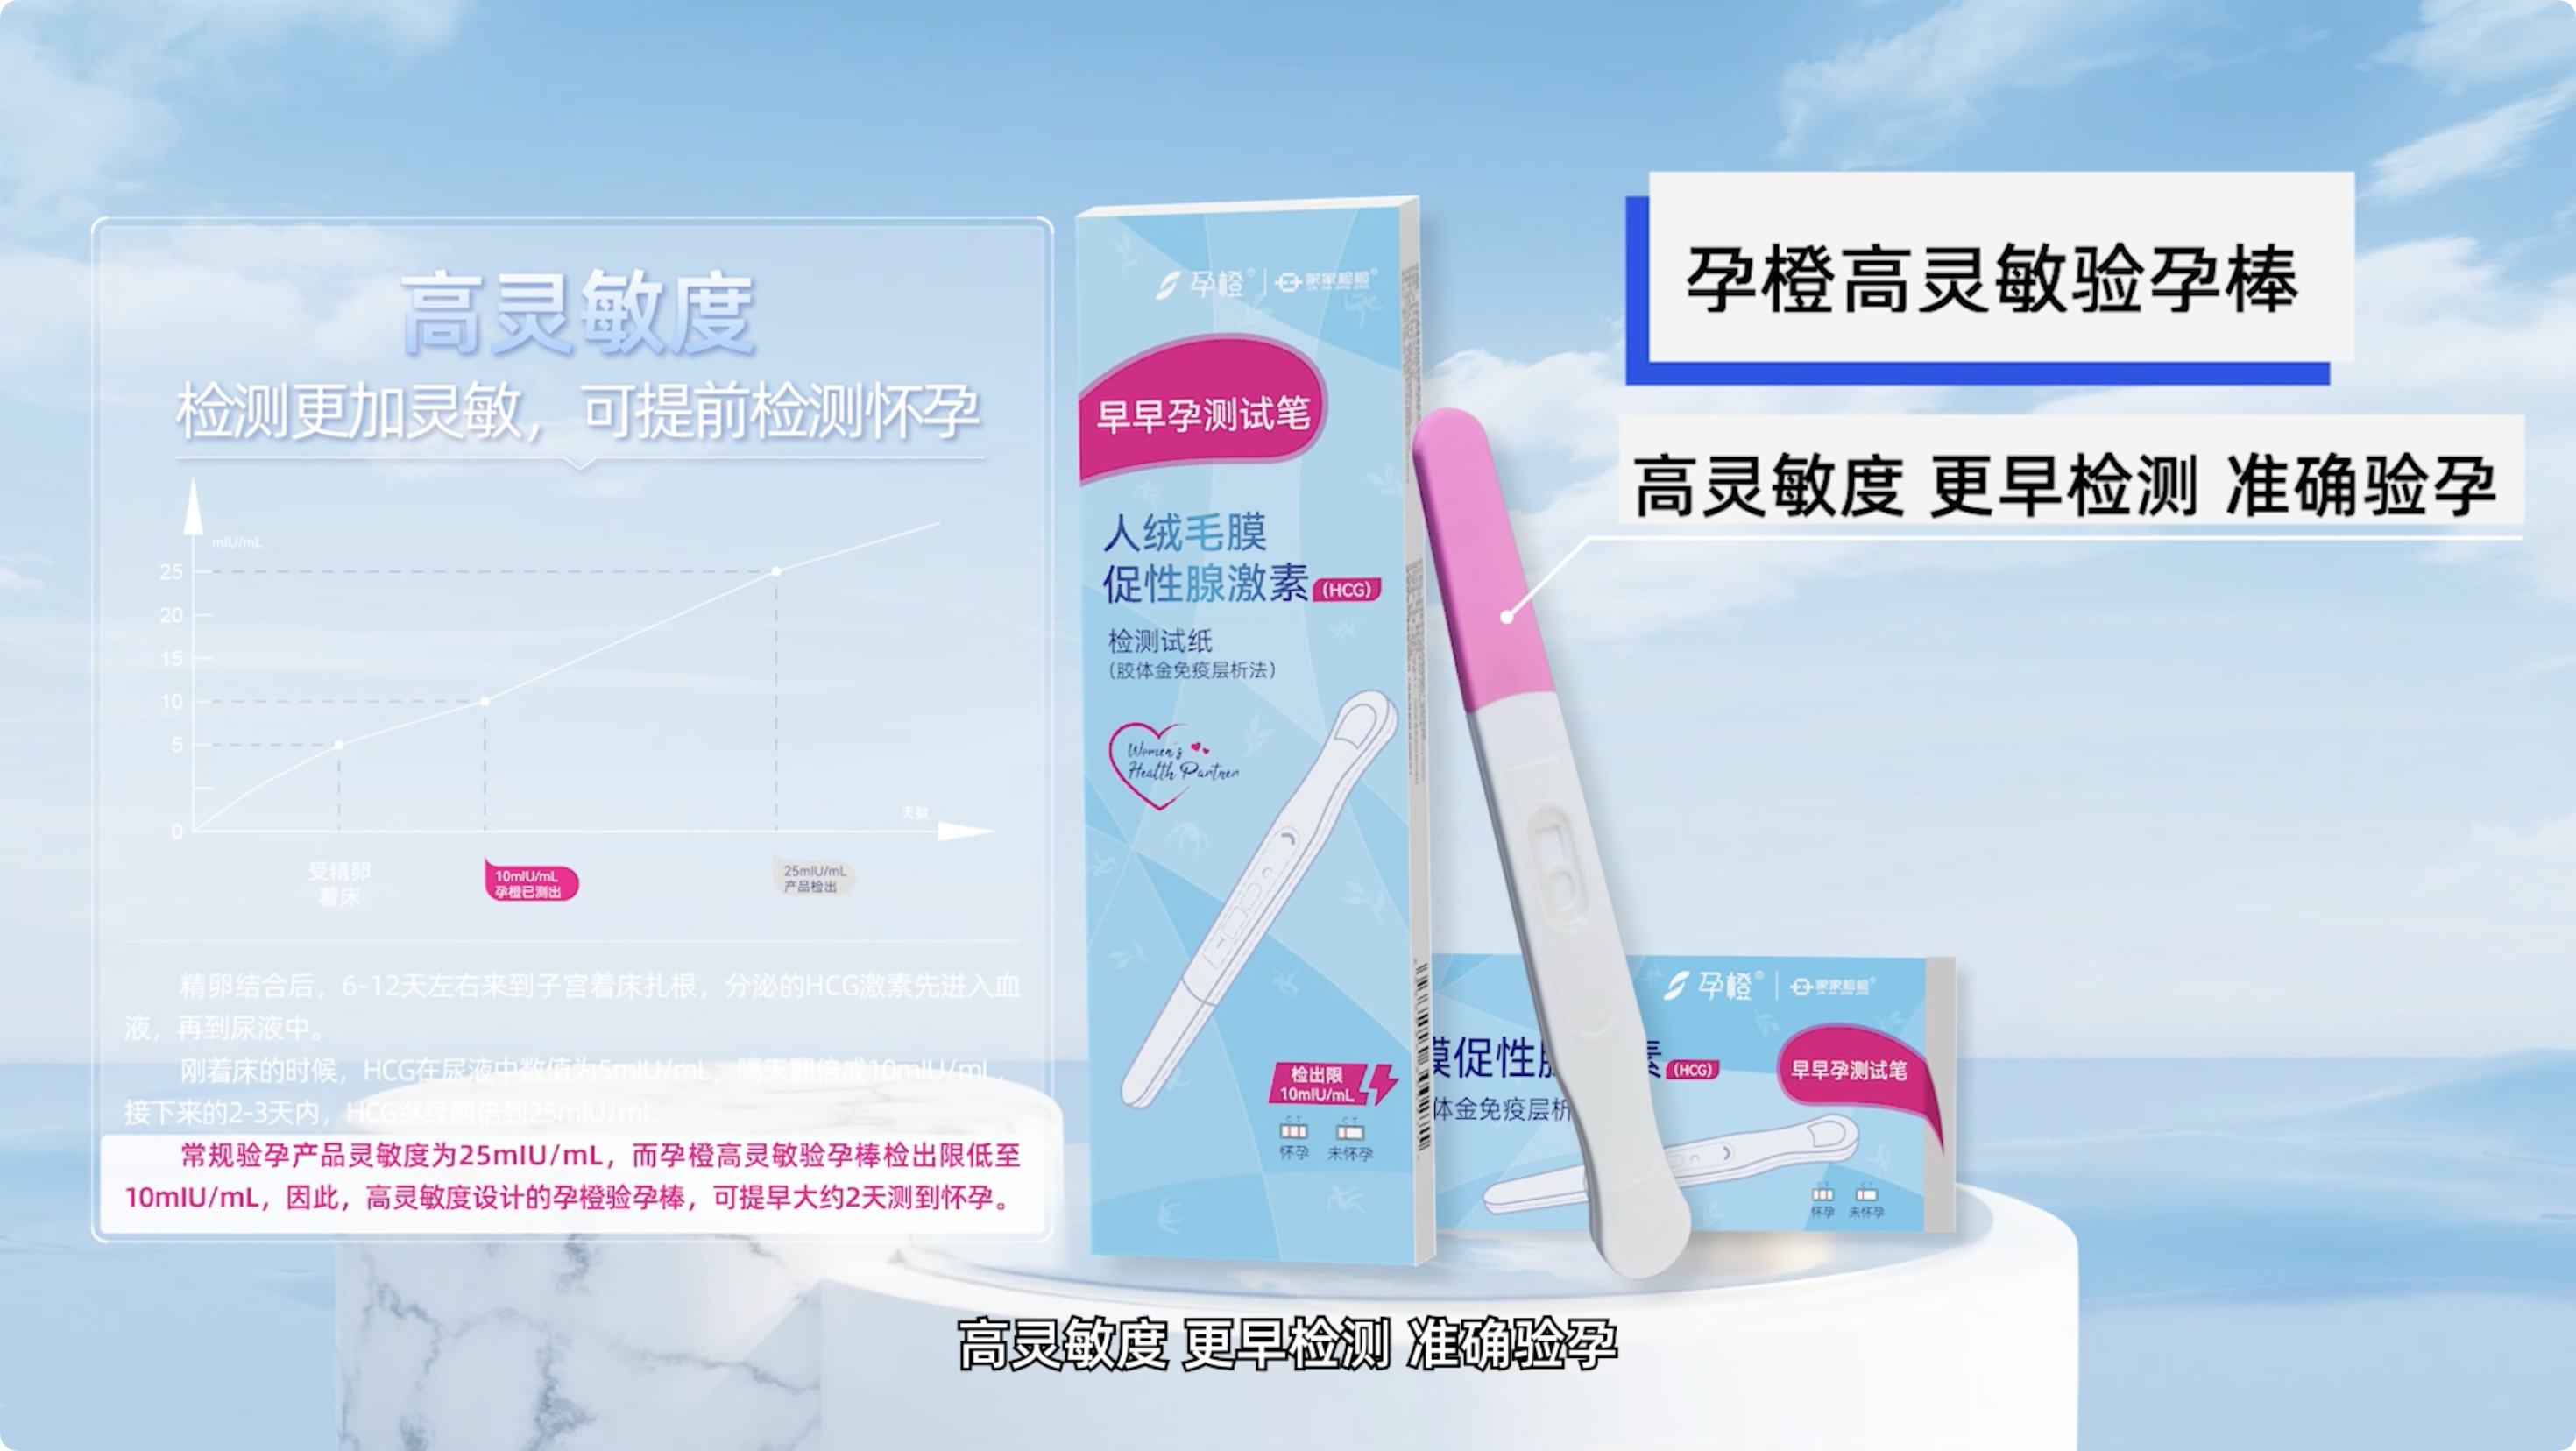 高灵敏度
检测更加灵敏，可提前检测怀孕
mIU/mL
25
20
15
10
5
0
天数
受精卵
着床
10mIU/mL
孕橙已测出
25mIU/mL
产品检出
精卵结合后，6-12天左右来到子宫着床扎根，分泌的HCG激素先进入血
液，再到尿液中。
刚着床的时候，HCG在尿液中数值为5mIU/mL，隔天翻倍成10mIU/mL，
接下来的2-3天内，HCG继续翻倍到25mIU/mL。
常规验孕产品灵敏度为25mIU/mL，而孕橙高灵敏验孕棒检出限低至
10mIU/mL，因此，高灵敏度设计的孕橙验孕棒，可提早大约2天测到怀孕。
孕橙® 家家检检®
早早孕测试笔
人绒毛膜
促性腺激素(HCG)
检测试纸
（胶体金免疫层析法）
Women's
Health Partner
检出限
10mIU/mL
C T C T
怀孕 未怀孕
孕橙高灵敏验孕棒
高灵敏度 更早检测 准确验孕
孕橙® 家家检检®
膜促性腺 素(HCG)
早早孕测试笔
体金免疫层析
C T C T
怀孕 未怀孕
高灵敏度 更早检测 准确验孕